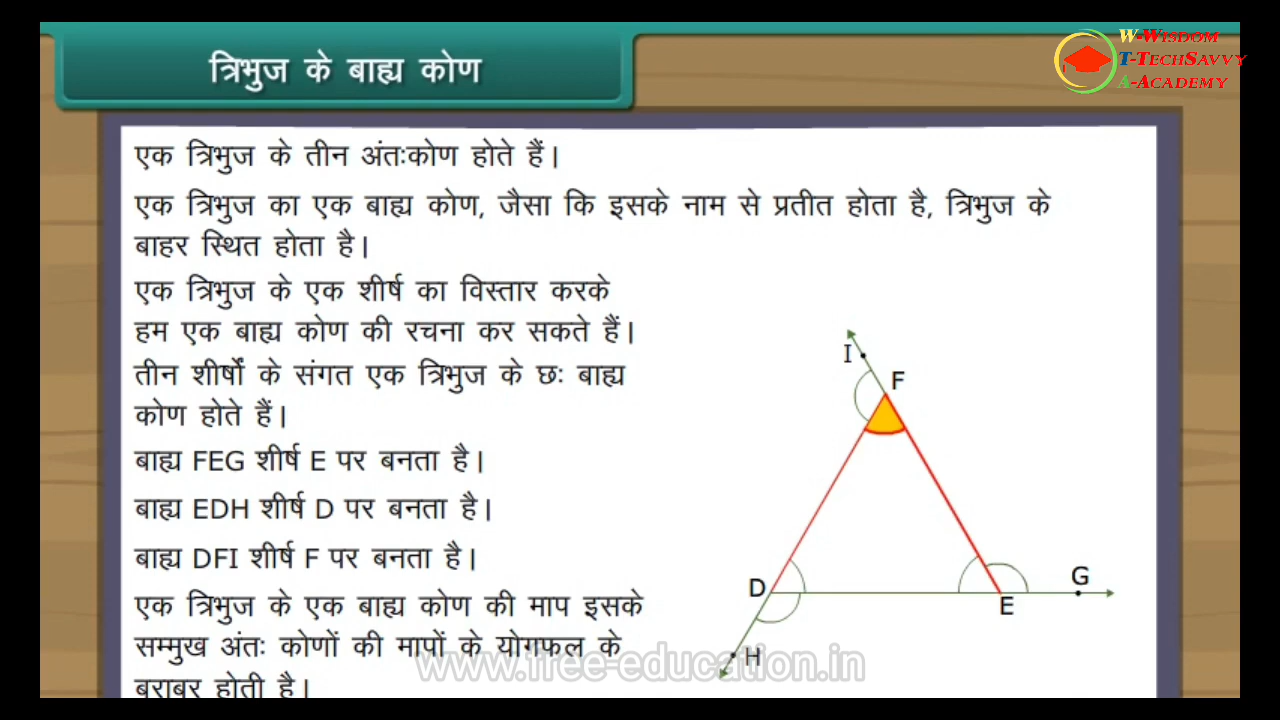 त्रिभुज के बाह्य कोण
W-Wisdom
T-TechSavvy
A-Academy
एक त्रिभुज के तीन अंतःकोण होते हैं।
एक त्रिभुज का एक बाह्य कोण, जैसा कि इसके नाम से प्रतीत होता है, त्रिभुज के
बाहर स्थित होता है।
एक त्रिभुज के एक शीर्ष का विस्तार करके
हम एक बाह्य कोण की रचना कर सकते हैं।
तीन शीर्षों के संगत एक त्रिभुज के छः बाह्य
कोण होते हैं।
बाह्य FEG शीर्ष E पर बनता है।
बाह्य EDH शीर्ष D पर बनता है।
बाह्य DFI शीर्ष F पर बनता है।
एक त्रिभुज के एक बाह्य कोण की माप इसके
सम्मुख अंतः कोणों की मापों के योगफल के
बराबर होती है।
I
F
D
E
G
H
www.free-education.in